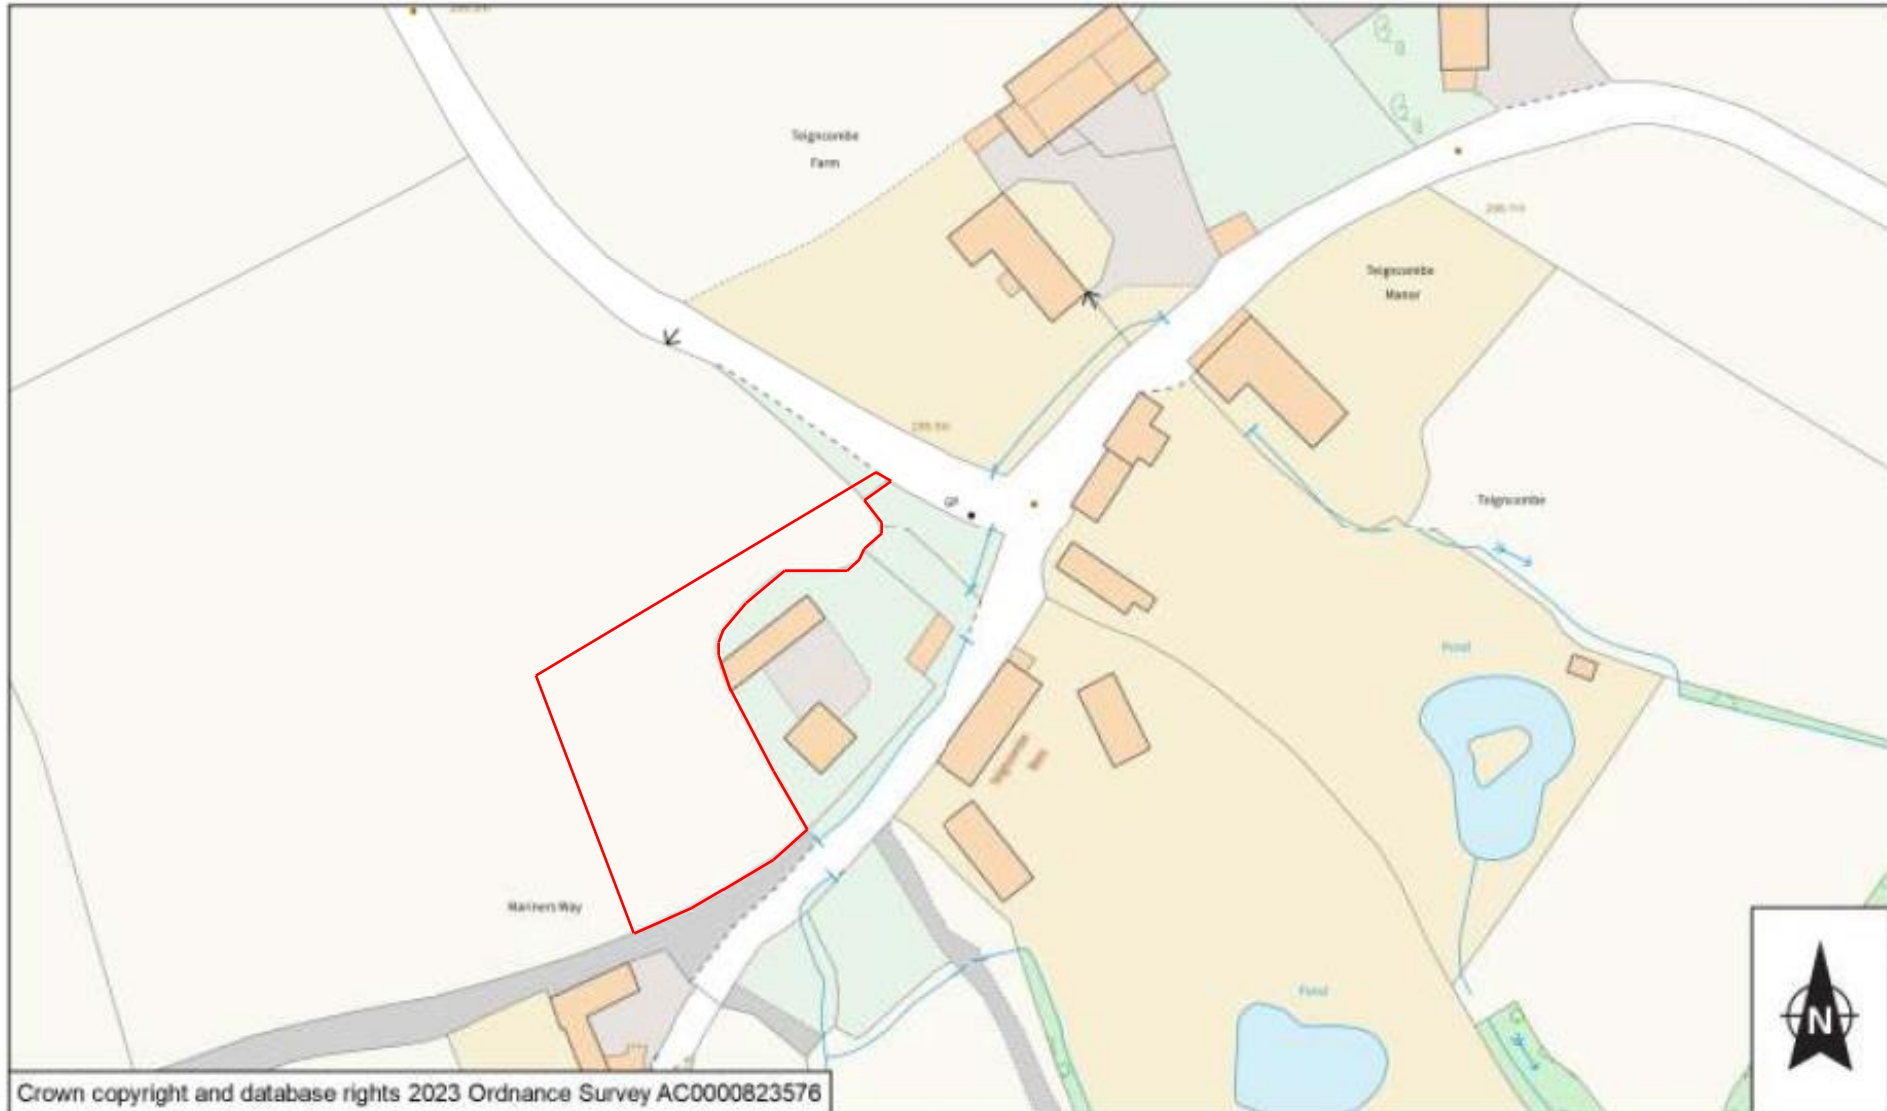 Teigncombe
Farm
Teigncombe
Manor
GP
Teigncombe
Pond
Mariners Way
Pond
N
Crown copyright and database rights 2023 Ordnance Survey AC0000823576